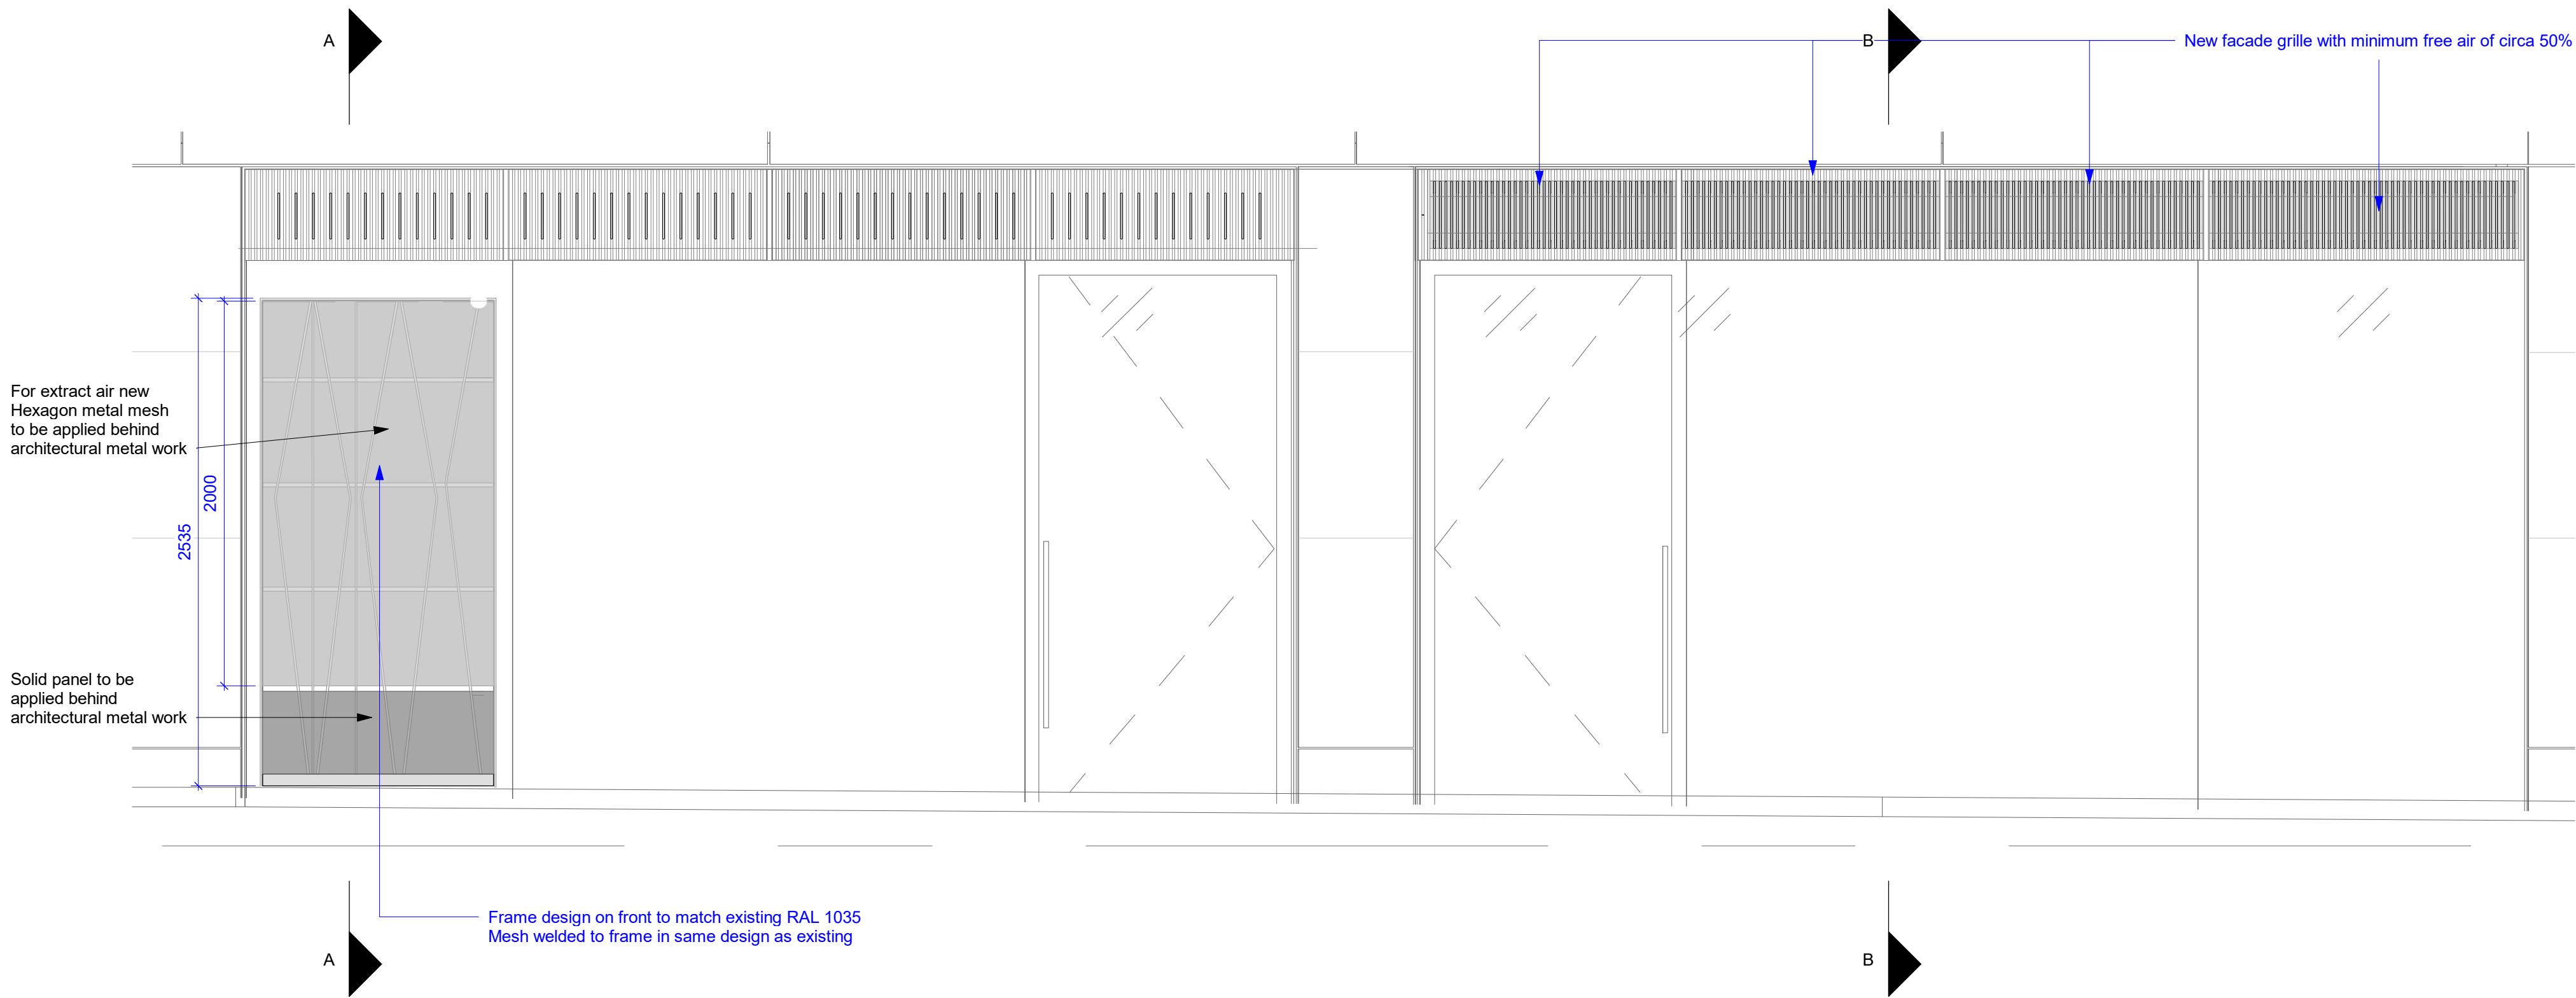 A
B
New facade grille with minimum free air of circa 50%
For extract air new
Hexagon metal mesh
to be applied behind
architectural metal work
2000
2535
Solid panel to be
applied behind
architectural metal work
Frame design on front to match existing RAL 1035
Mesh welded to frame in same design as existing
A
B